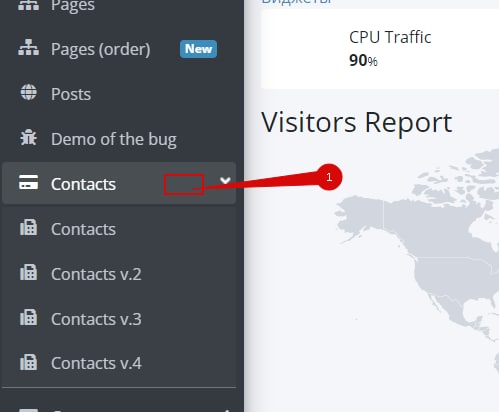 Pages
Pages (order) New
Posts
Demo of the bug
Contacts
Contacts
Contacts v.2
Contacts v.3
Contacts v.4
CPU Traffic
90%
Visitors Report
1